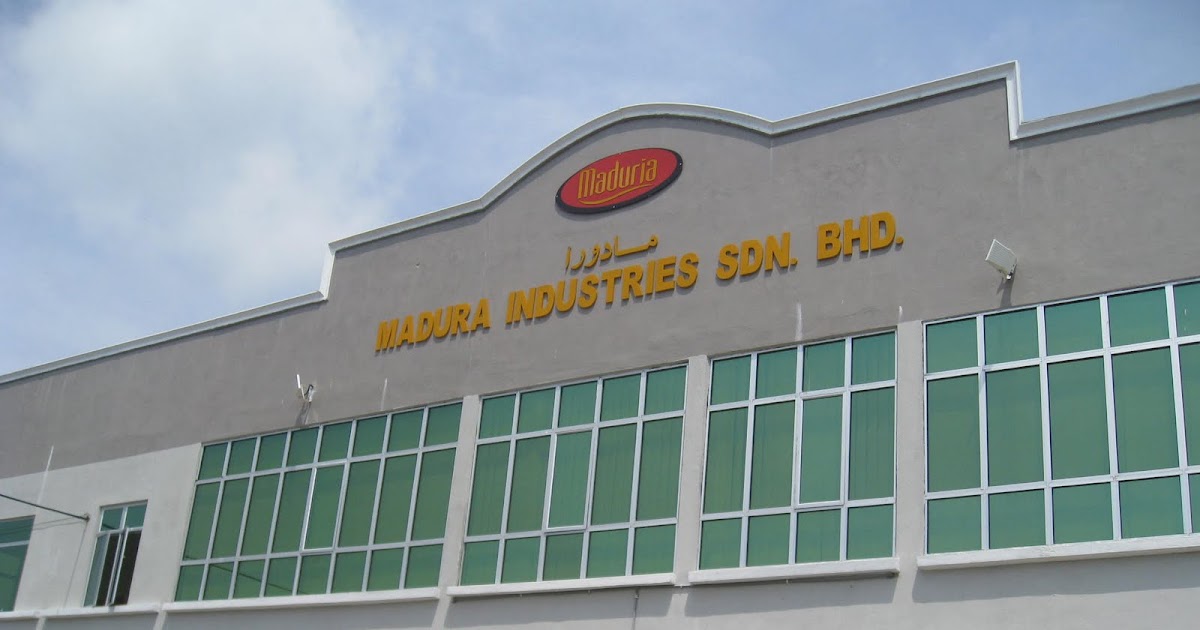 Maduria
مادورا
MADURA INDUSTRIES SDN. BHD.